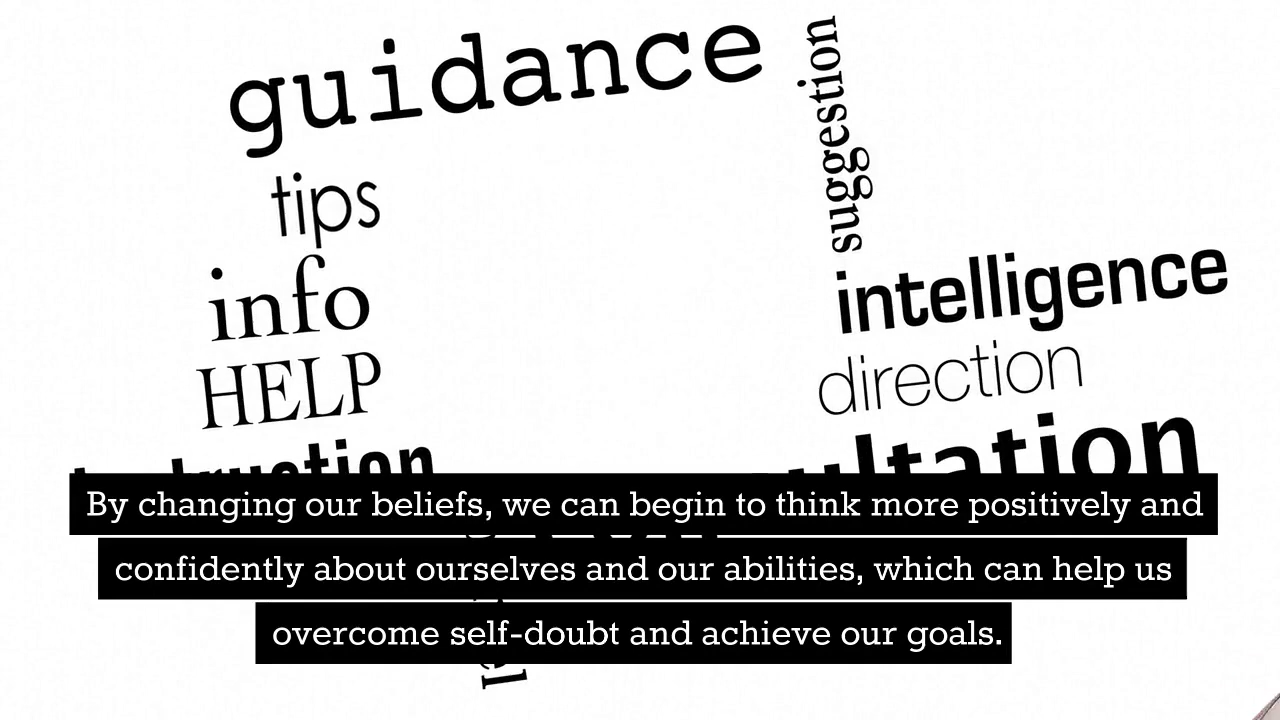 guidance
suggestion
tips
intelligence
info
direction
HELP
By changing our beliefs, we can begin to think more positively and
confidently about ourselves and our abilities, which can help us
overcome self-doubt and achieve our goals.